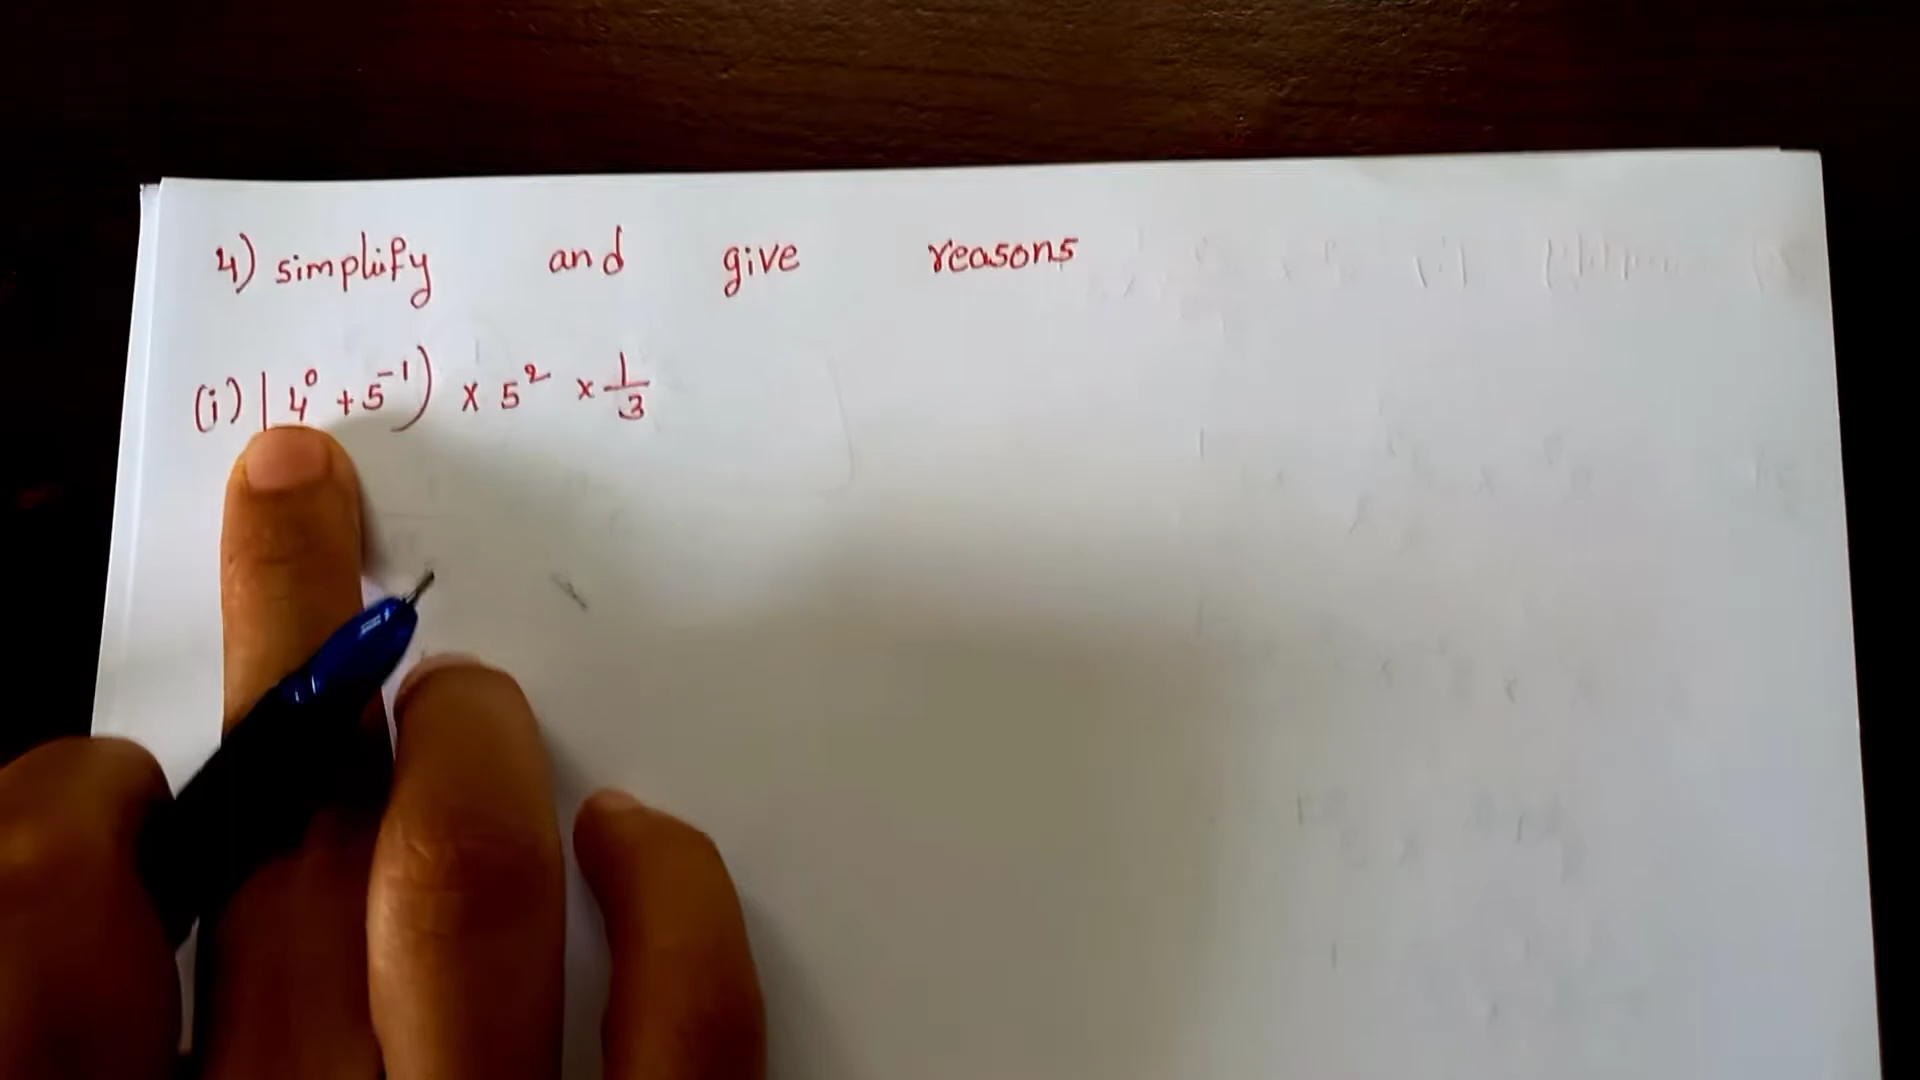 4) simplify and give reasons
(i) (4⁰ + 5⁻¹) × 5² × 1/3